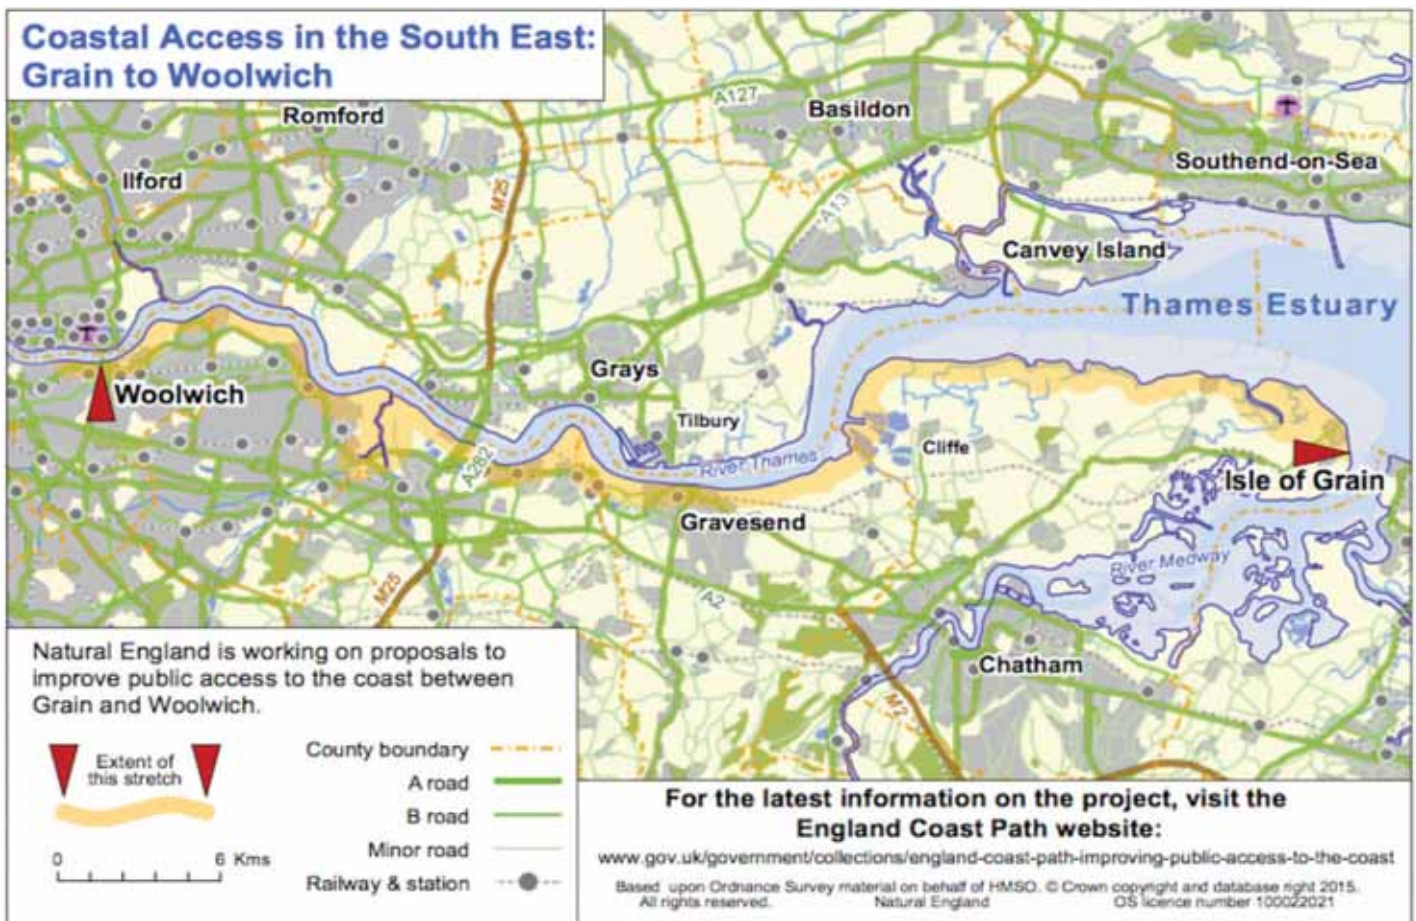 Coastal Access in the South East:
Grain to Woolwich
Romford
A127
Basildon
Ilford
M25
Southend-on-Sea
A13
Canvey Island
Thames Estuary
Grays
Woolwich
Tilbury
A282
River Thames
Cliffe
Isle of Grain
Gravesend
River Medway
M25
A2
Chatham
M2
Natural England is working on proposals to
improve public access to the coast between
Grain and Woolwich.
Extent of
this stretch
0 6 Kms
County boundary
A road
B road
Minor road
Railway & station
For the latest information on the project, visit the
England Coast Path website:
www.gov.uk/government/collections/england-coast-path-improving-public-access-to-the-coast
Based upon Ordnance Survey material on behalf of HMSO. © Crown copyright and database right 2015.
All rights reserved. Natural England OS licence number 100022021